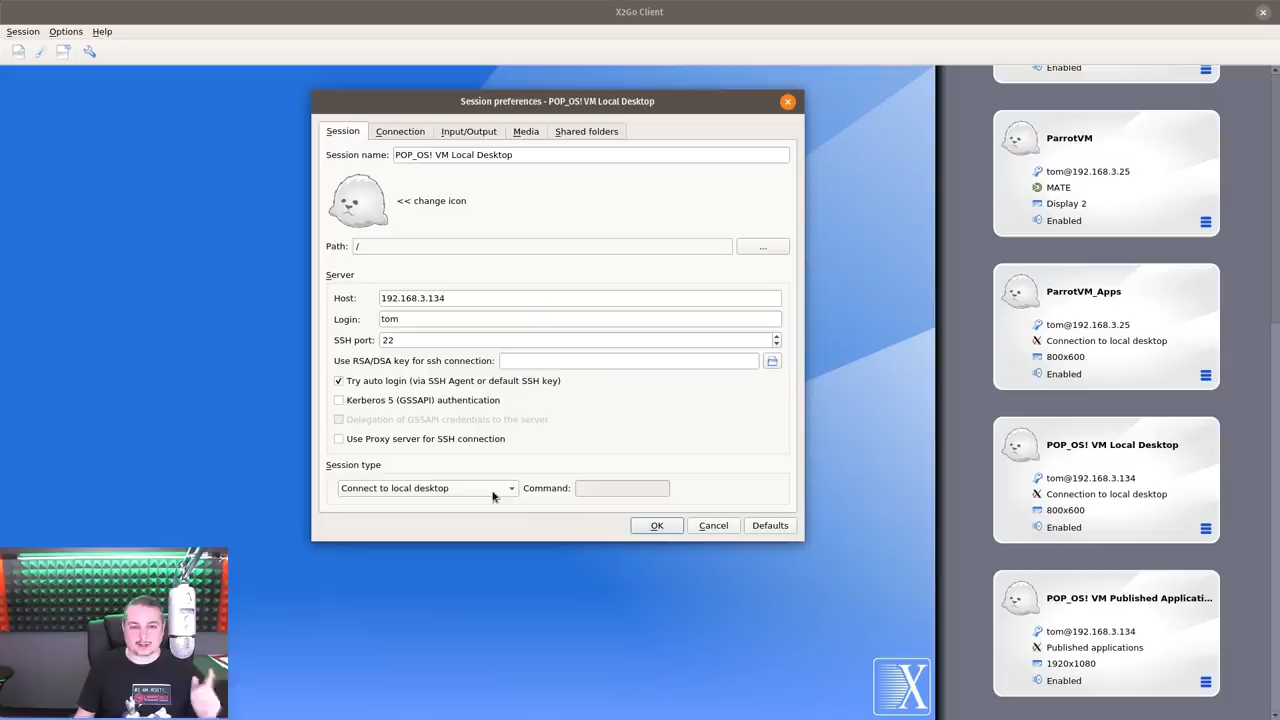 X2Go Client
Session Options Help
Session preferences - POP_OS! VM Local Desktop
Session Connection Input/Output Media Shared folders
Session name: POP_OS! VM Local Desktop
<< change icon
Path: / ...
Server
Host: 192.168.3.134
Login: tom
SSH port: 22
Use RSA/DSA key for ssh connection:
Try auto login (via SSH Agent or default SSH key)
Kerberos 5 (GSSAPI) authentication
Delegation of GSSAPI credentials to the server
Use Proxy server for SSH connection
Session type
Connect to local desktop Command:
OK Cancel Defaults
Enabled
ParrotVM
tom@192.168.3.25
MATE
Display 2
Enabled
ParrotVM_Apps
tom@192.168.3.25
Connection to local desktop
800x600
Enabled
POP_OS! VM Local Desktop
tom@192.168.3.134
Connection to local desktop
800x600
Enabled
POP_OS! VM Published Applicati...
tom@192.168.3.134
Published applications
1920x1080
Enabled
X